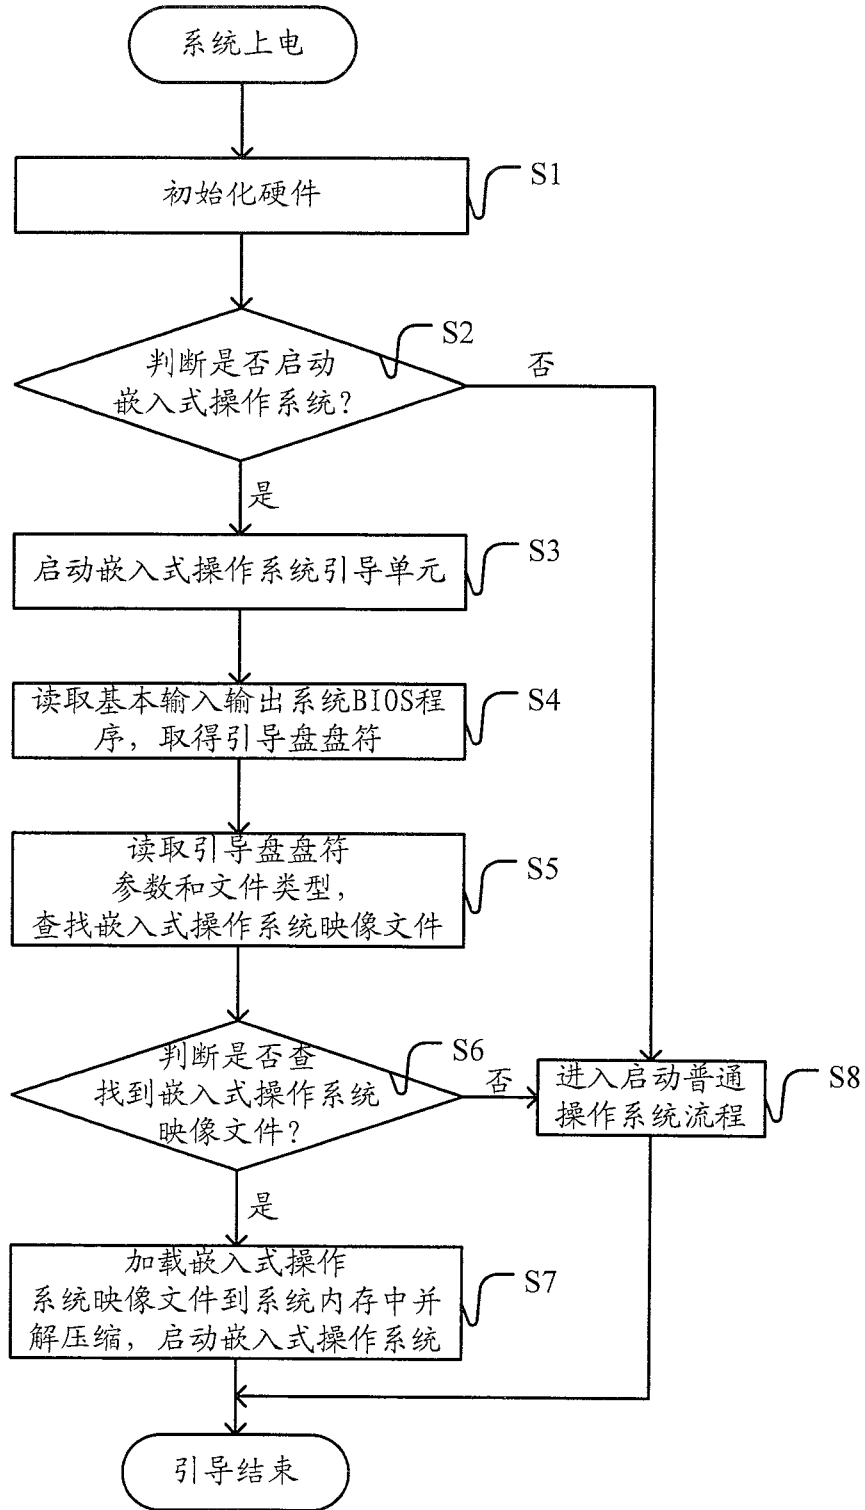 系统上电
初始化硬件
S1
S2
判断是否启动
嵌入式操作系统?
否
是
启动嵌入式操作系统引导单元
S3
读取基本输入输出系统BIOS程
序，取得引导盘盘符
S4
读取引导盘盘符
参数和文件类型，
查找嵌入式操作系统映像文件
S5
判断是否查
找到嵌入式操作系统
映像文件?
S6
否
进入启动普通
操作系统流程
S8
是
加载嵌入式操作
系统映像文件到系统内存中并
解压缩，启动嵌入式操作系统
S7
引导结束